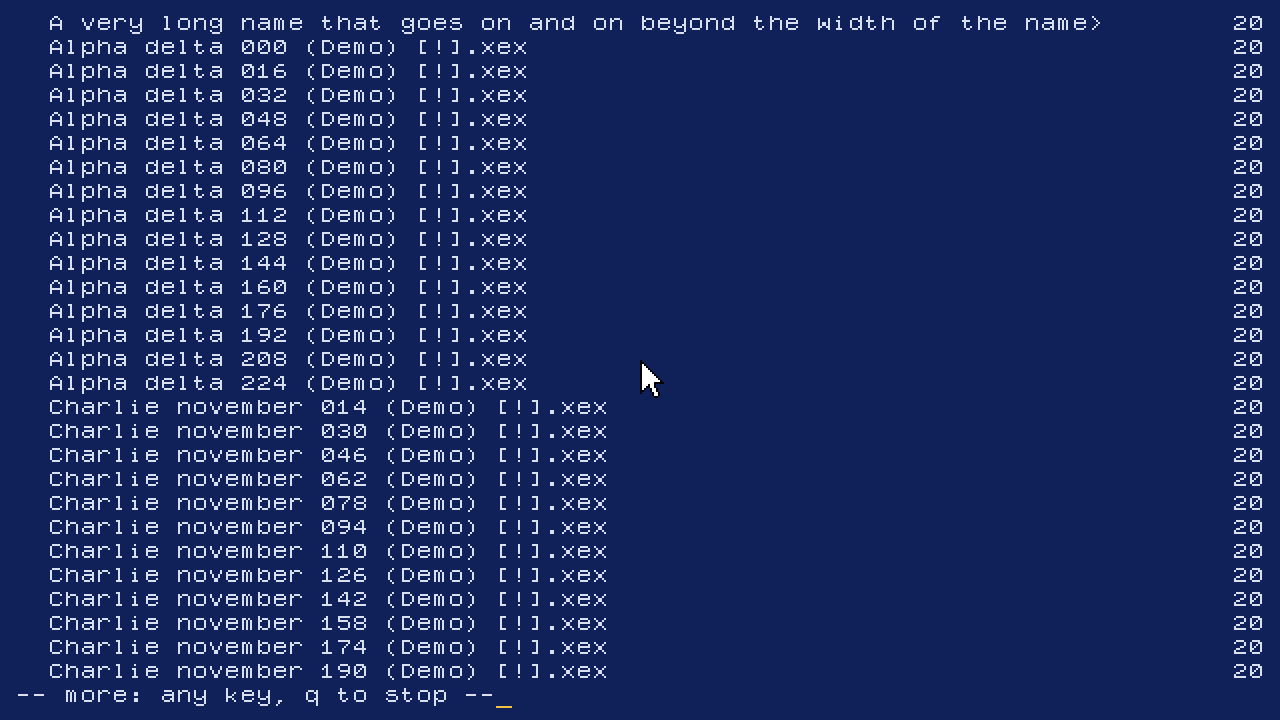 A very long name that goes on and on beyond the width of the name> 20
Alpha delta 000 (Demo) [!].xex 20
Alpha delta 016 (Demo) [!].xex 20
Alpha delta 032 (Demo) [!].xex 20
Alpha delta 048 (Demo) [!].xex 20
Alpha delta 064 (Demo) [!].xex 20
Alpha delta 080 (Demo) [!].xex 20
Alpha delta 096 (Demo) [!].xex 20
Alpha delta 112 (Demo) [!].xex 20
Alpha delta 128 (Demo) [!].xex 20
Alpha delta 144 (Demo) [!].xex 20
Alpha delta 160 (Demo) [!].xex 20
Alpha delta 176 (Demo) [!].xex 20
Alpha delta 192 (Demo) [!].xex 20
Alpha delta 208 (Demo) [!].xex 20
Alpha delta 224 (Demo) [!].xex 20
Charlie november 014 (Demo) [!].xex 20
Charlie november 030 (Demo) [!].xex 20
Charlie november 046 (Demo) [!].xex 20
Charlie november 062 (Demo) [!].xex 20
Charlie november 078 (Demo) [!].xex 20
Charlie november 094 (Demo) [!].xex 20
Charlie november 110 (Demo) [!].xex 20
Charlie november 126 (Demo) [!].xex 20
Charlie november 142 (Demo) [!].xex 20
Charlie november 158 (Demo) [!].xex 20
Charlie november 174 (Demo) [!].xex 20
Charlie november 190 (Demo) [!].xex 20
-- more: any key, q to stop --_